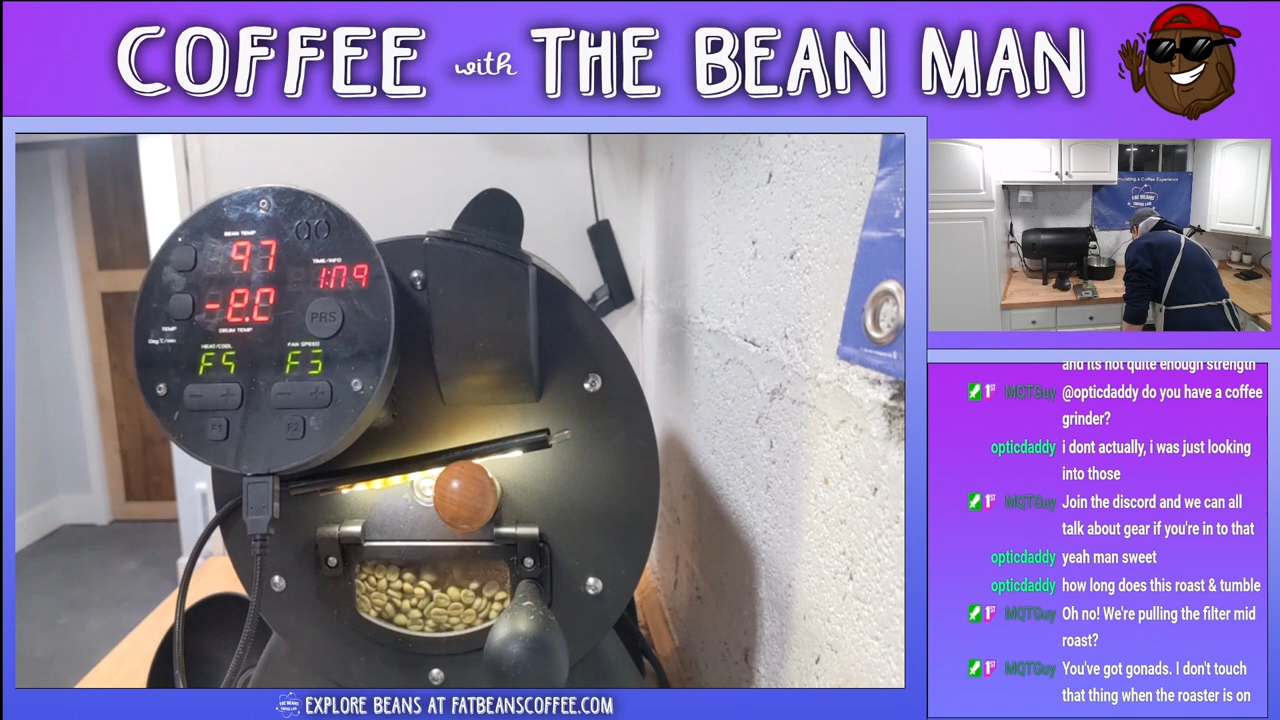 COFFEE with THE BEAN MAN
BEAN TEMP
97
TIME/INFO
1:09
PRS
DRUM TEMP
TEMP
HEAT/COOL
FAN SPEED
F5
F3
F1
F2
and its not quite enough strength
MQTGuy @opticdaddy do you have a coffee
grinder?
opticdaddy i dont actually, i was just looking
into those
MQTGuy Join the discord and we can all
talk about gear if you're in to that
opticdaddy yeah man sweet
opticdaddy how long does this roast & tumble
MQTGuy Oh no! We're pulling the filter mid
roast?
MQTGuy You've got gonads. I don't touch
that thing when the roaster is on
EXPLORE BEANS AT FATBEANSCOFFEE.COM